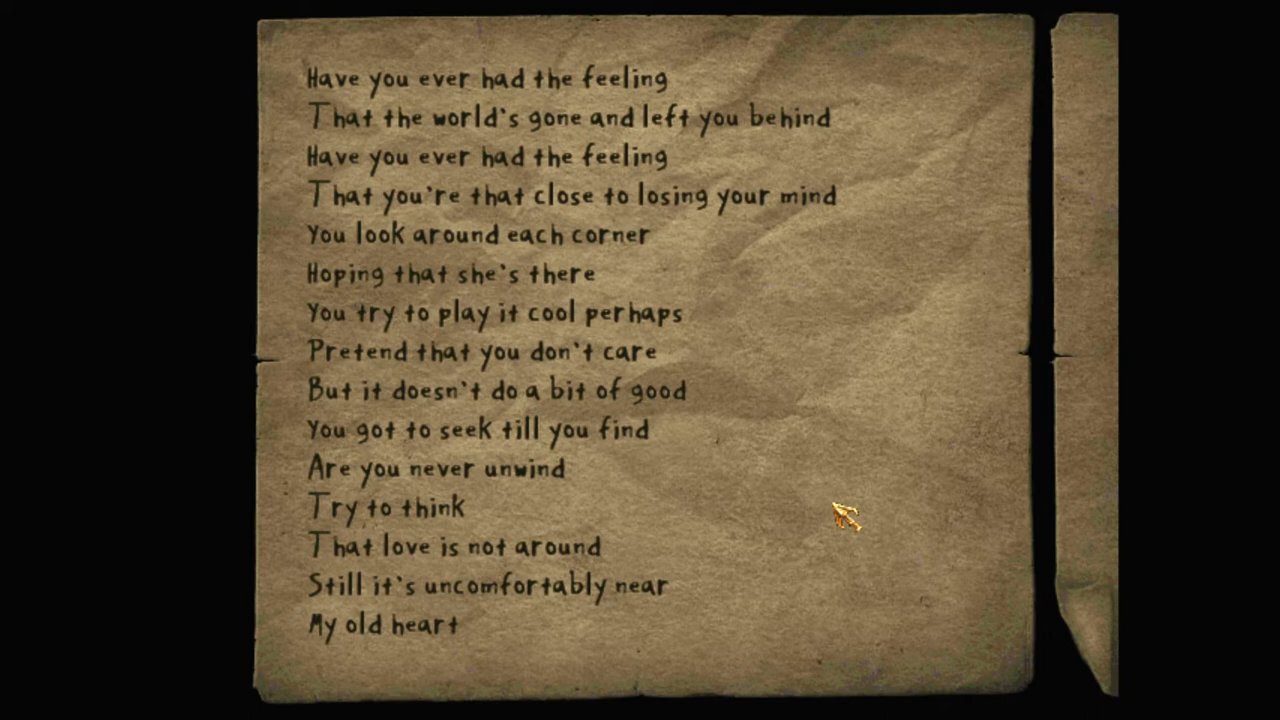 Have you ever had the feeling
That the world's gone and left you behind
Have you ever had the feeling
That you're that close to losing your mind
You look around each corner
Hoping that she's there
You try to play it cool perhaps
Pretend that you don't care
But it doesn't do a bit of good
You got to seek till you find
Are you never unwind
Try to think
That love is not around
Still it's uncomfortably near
My old heart